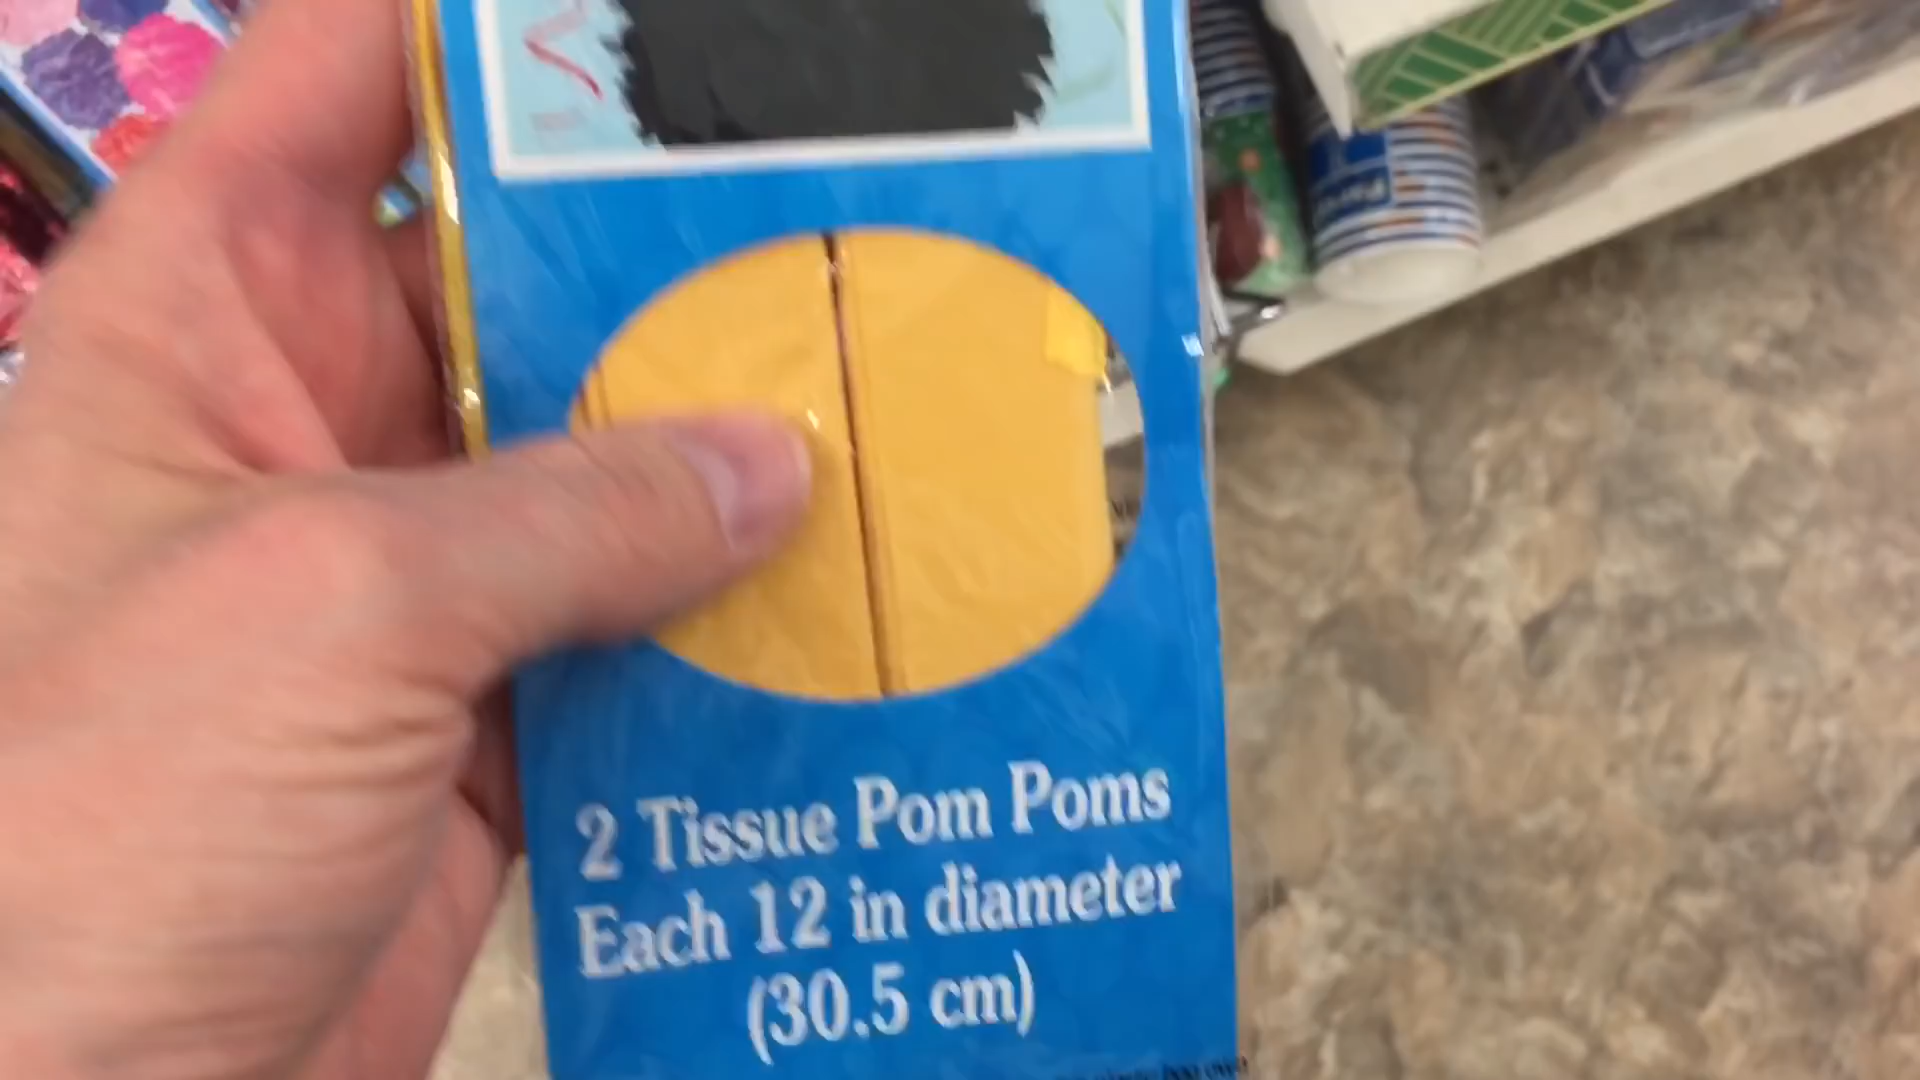 2 Tissue Pom Poms
Each 12 in diameter
(30.5 cm)